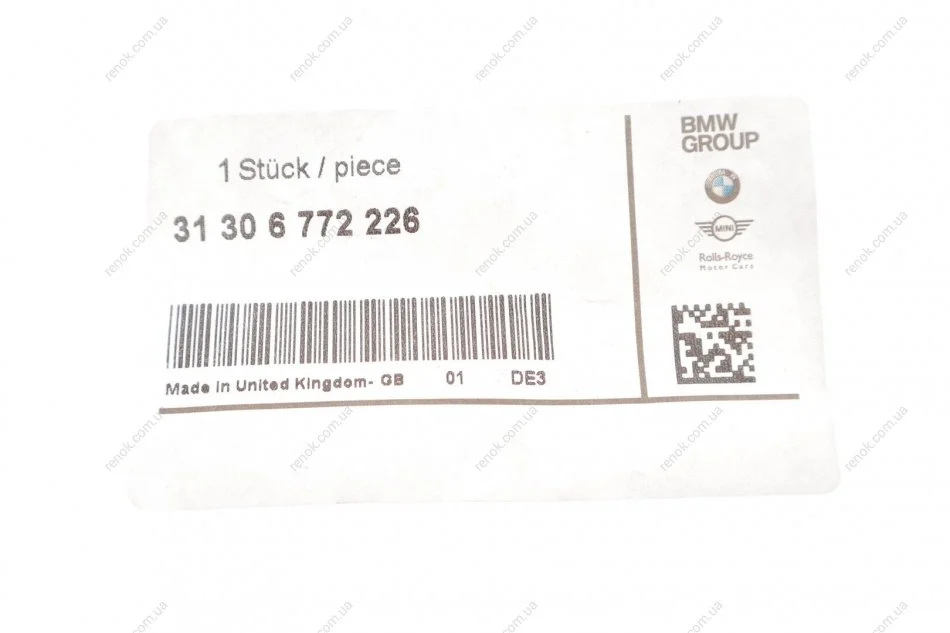 1 Stück / piece
31 30 6 772 226
Made in United Kingdom- GB 01 DE3
BMW
GROUP
MINI
Rolls-Royce
Motor Cars
renok.com.ua